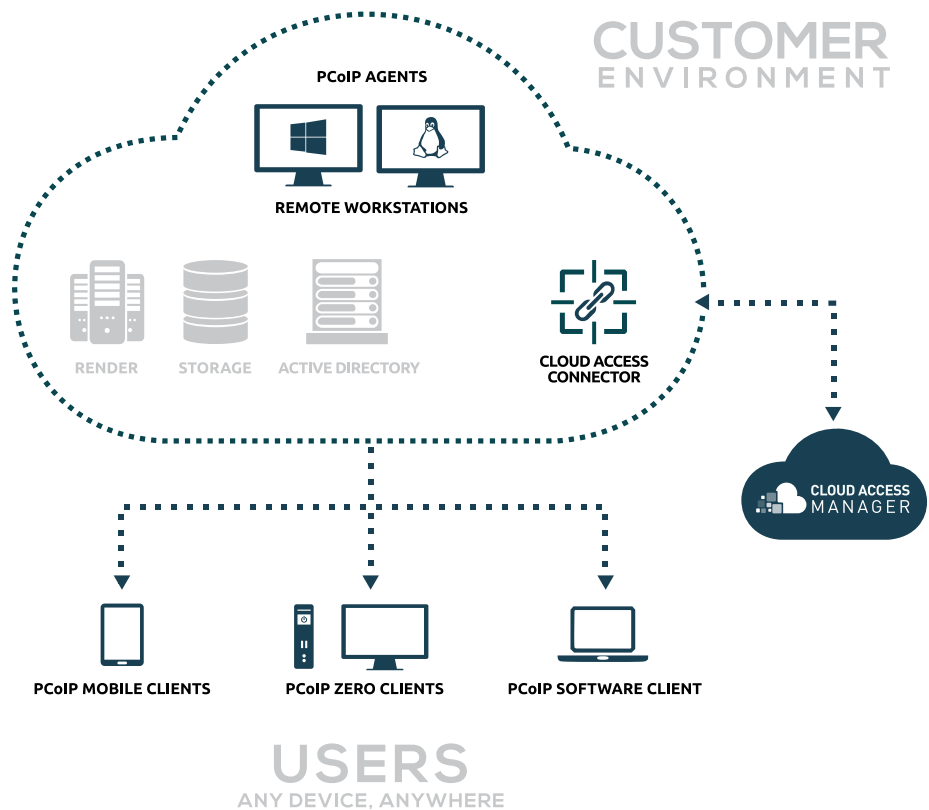 CUSTOMER
ENVIRONMENT
PCoIP AGENTS
REMOTE WORKSTATIONS
RENDER
STORAGE
ACTIVE DIRECTORY
CLOUD ACCESS
CONNECTOR
CLOUD ACCESS
MANAGER
PCoIP MOBILE CLIENTS
PCoIP ZERO CLIENTS
PCoIP SOFTWARE CLIENT
USERS
ANY DEVICE, ANYWHERE